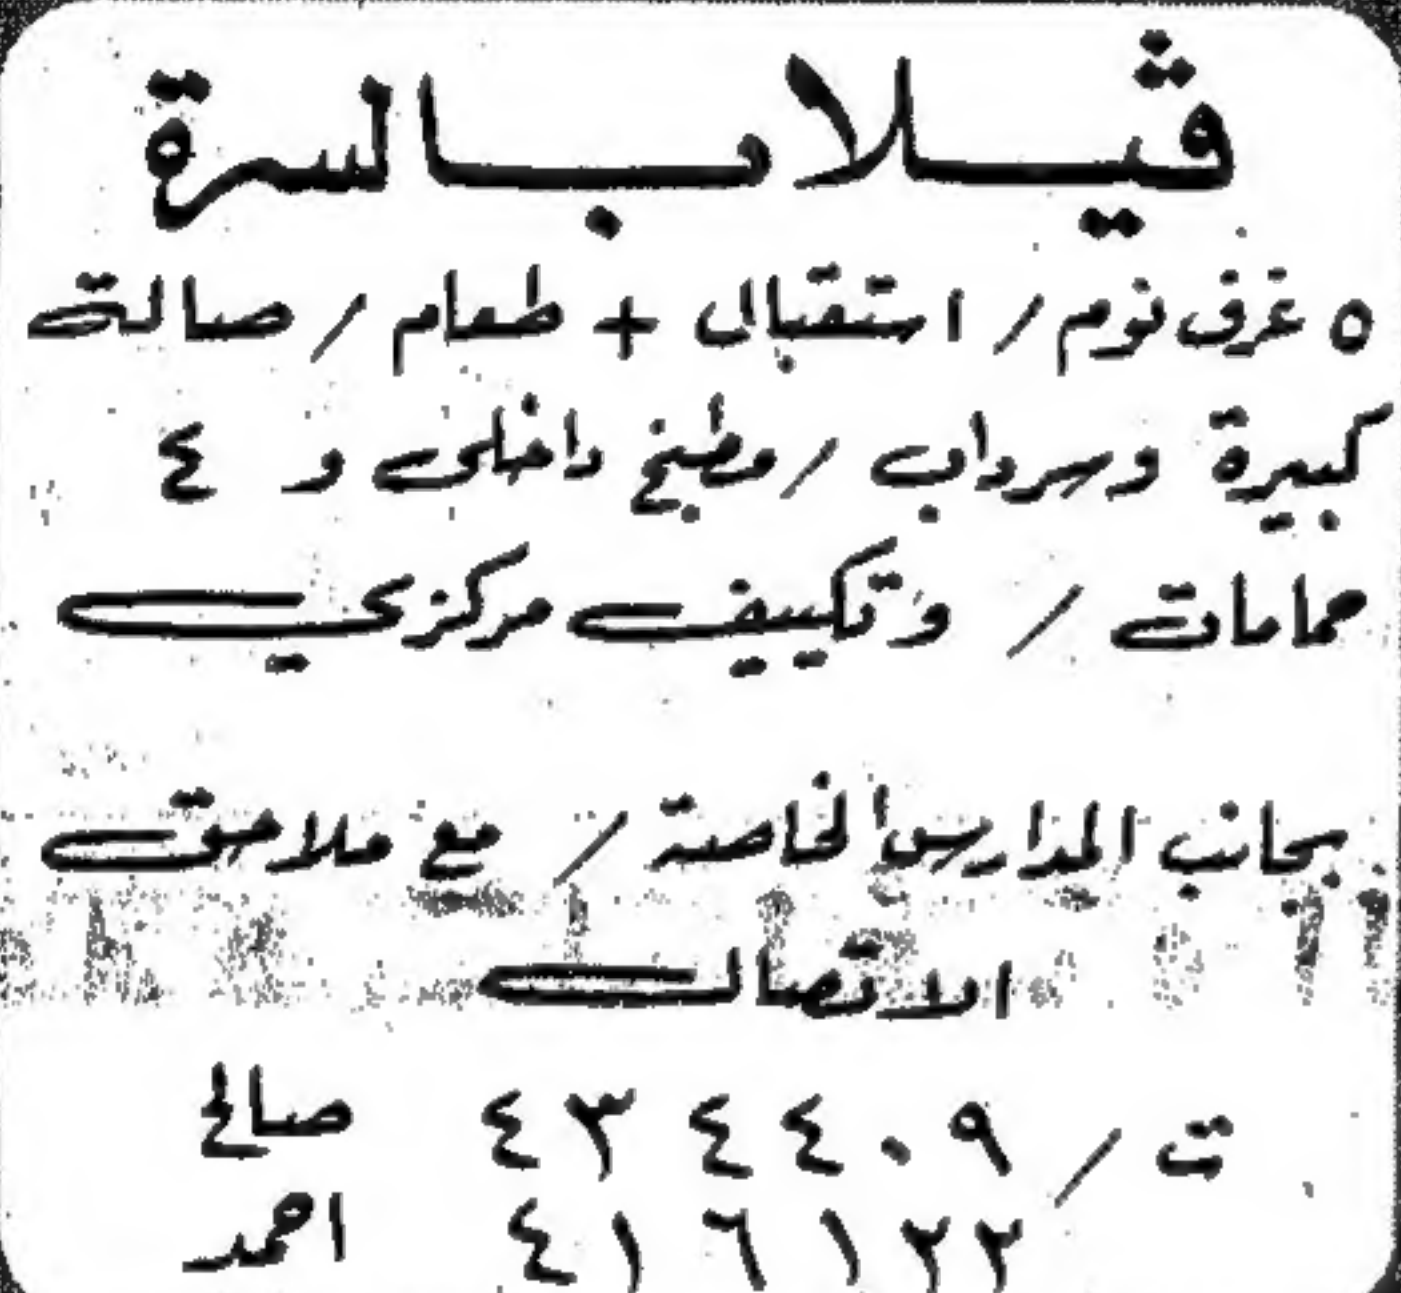 ڤيلا بالسرة
٥ غرف نوم / استقبال + طعام / صالة
كبيرة وسرداب / مطبخ داخلى و ٤
حمامات / وتكييف مركزي
بجانب المدارس الخاصة / مع ملاحق
الاتصال
ت / ٤٣٤٤٠٩ صالح
٤١٦١٢٢ احمد